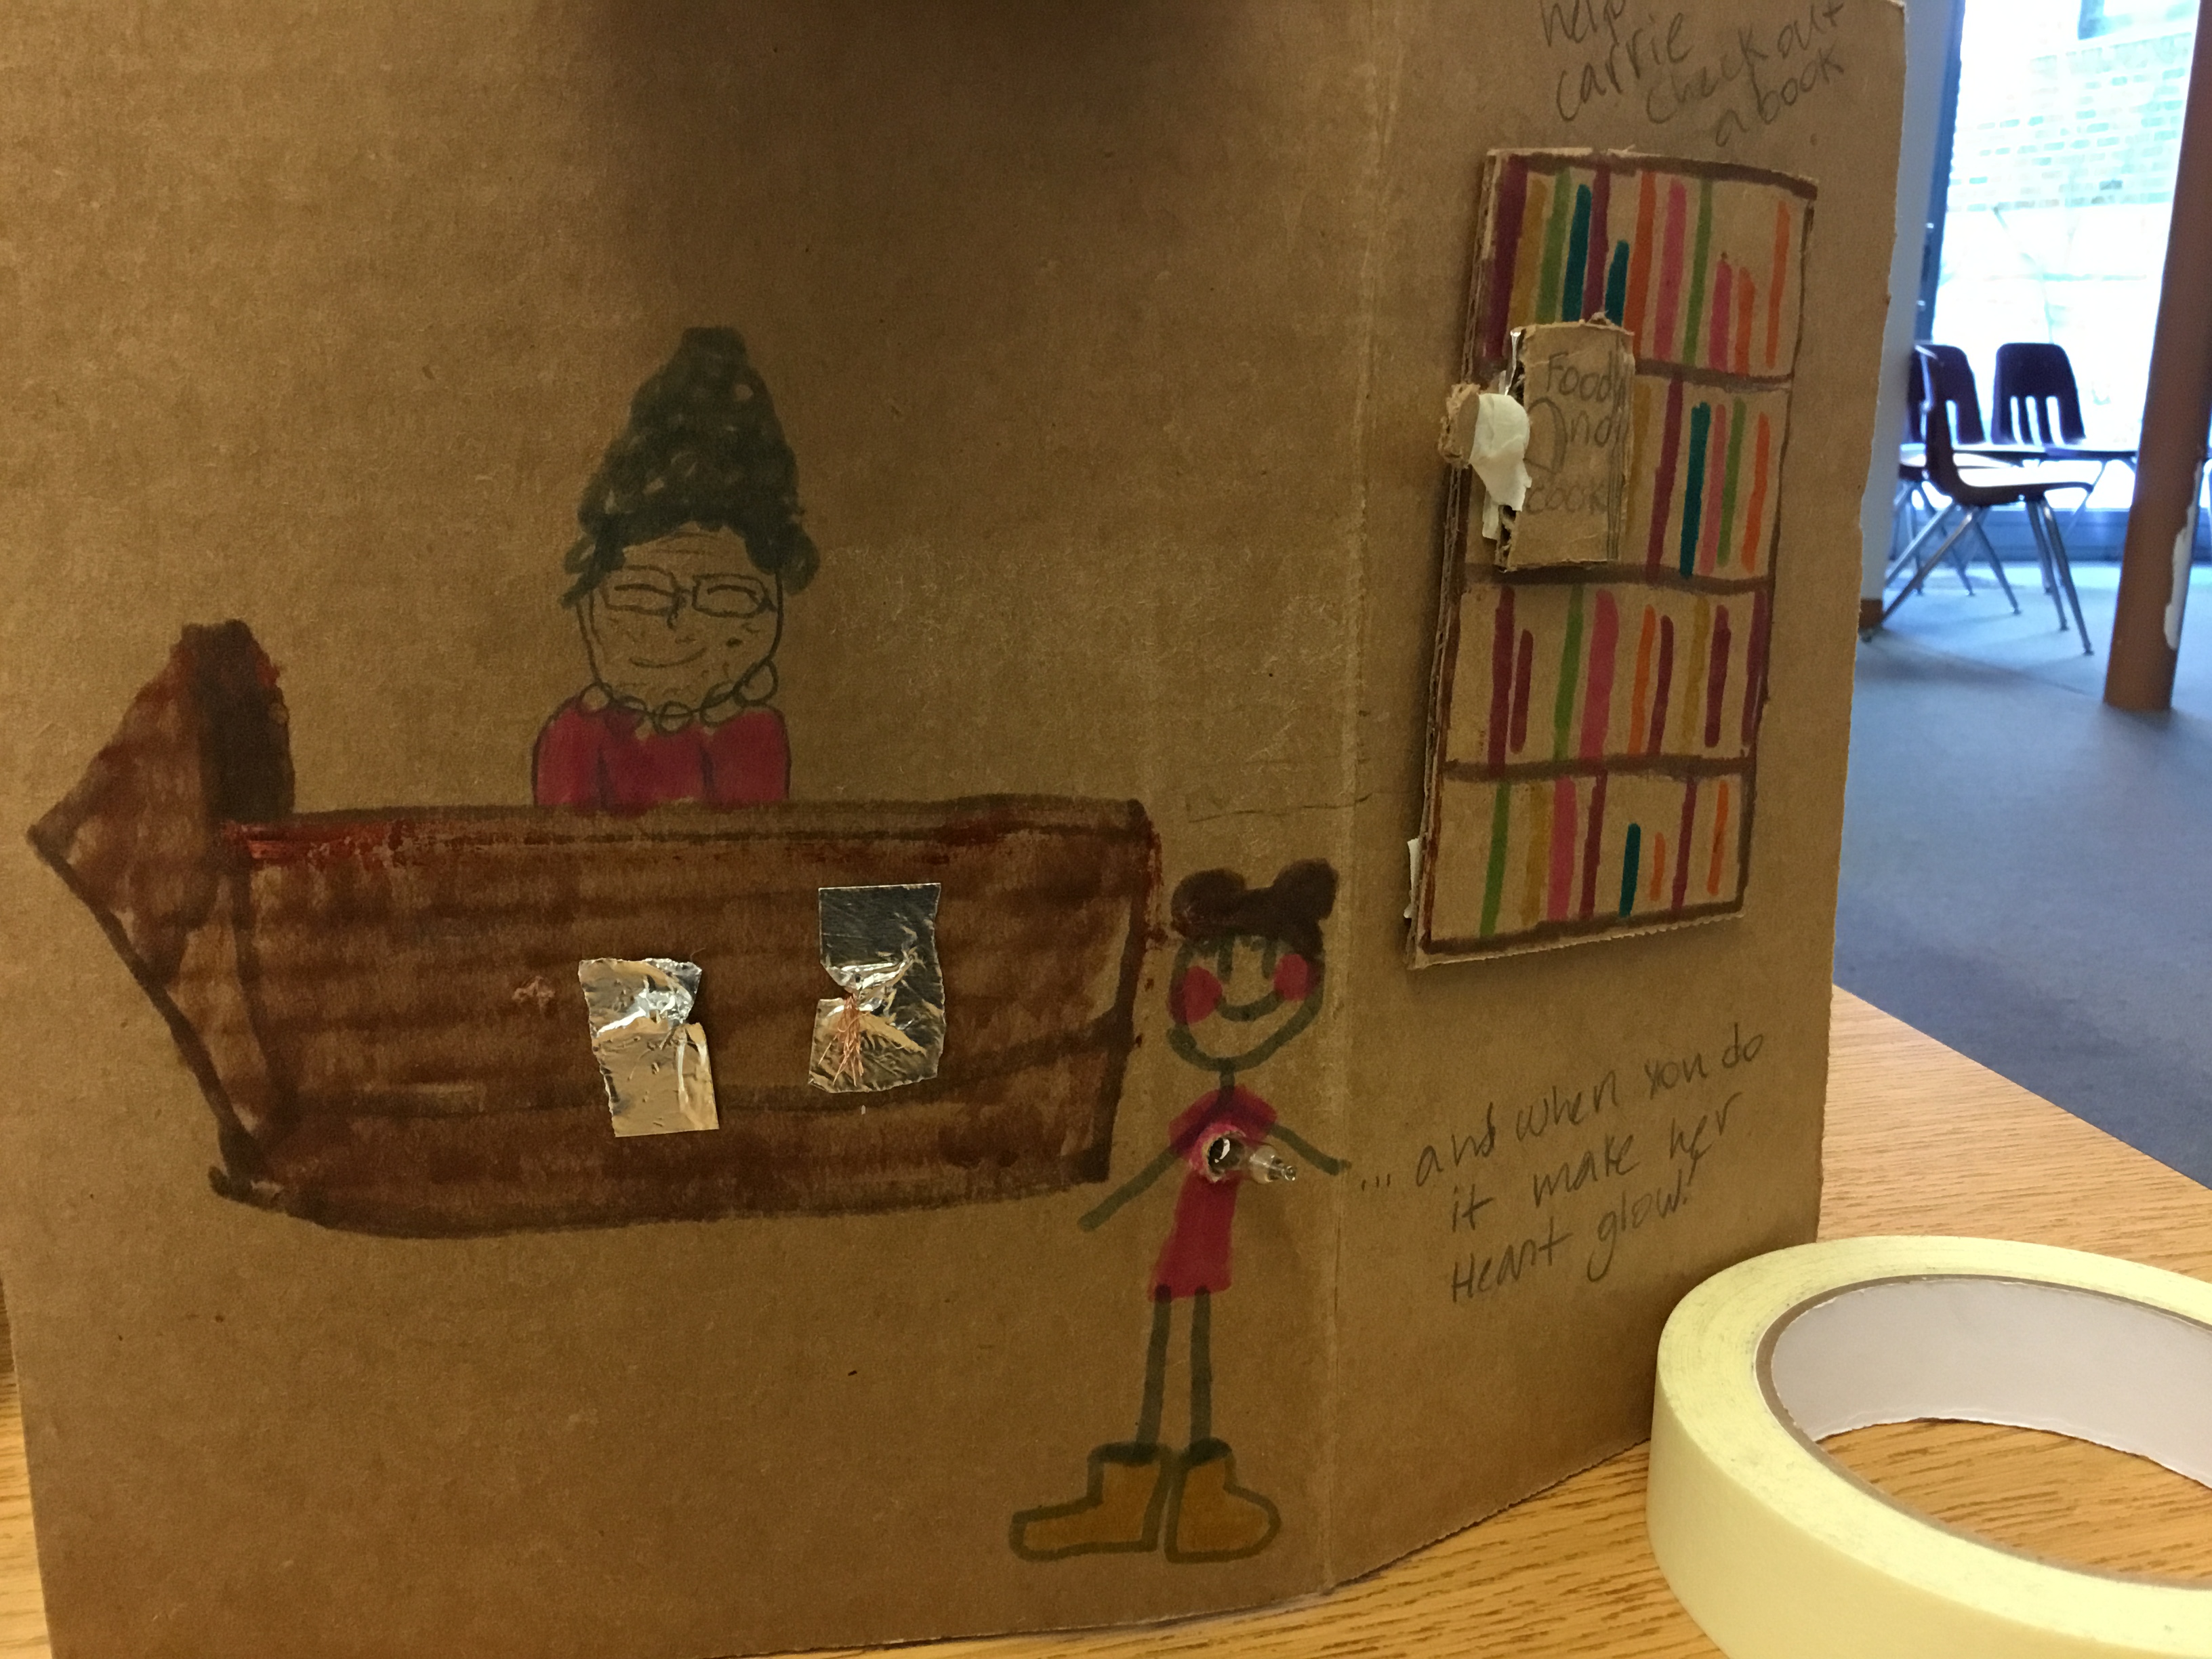 help
carrie
check out
a book
Food
and
cook
... and when you do
it make her
Heart glow!